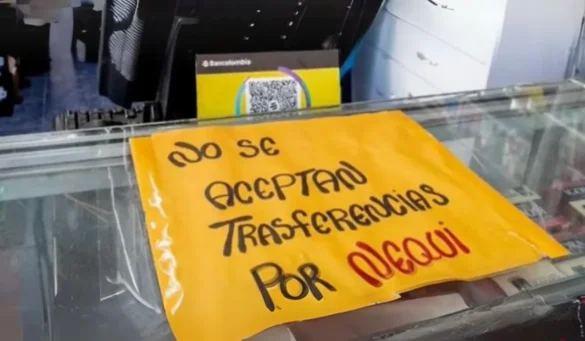 Bancolombia
NO SE
ACEPTAN
TRASFERENCIAS
POR NEQUI